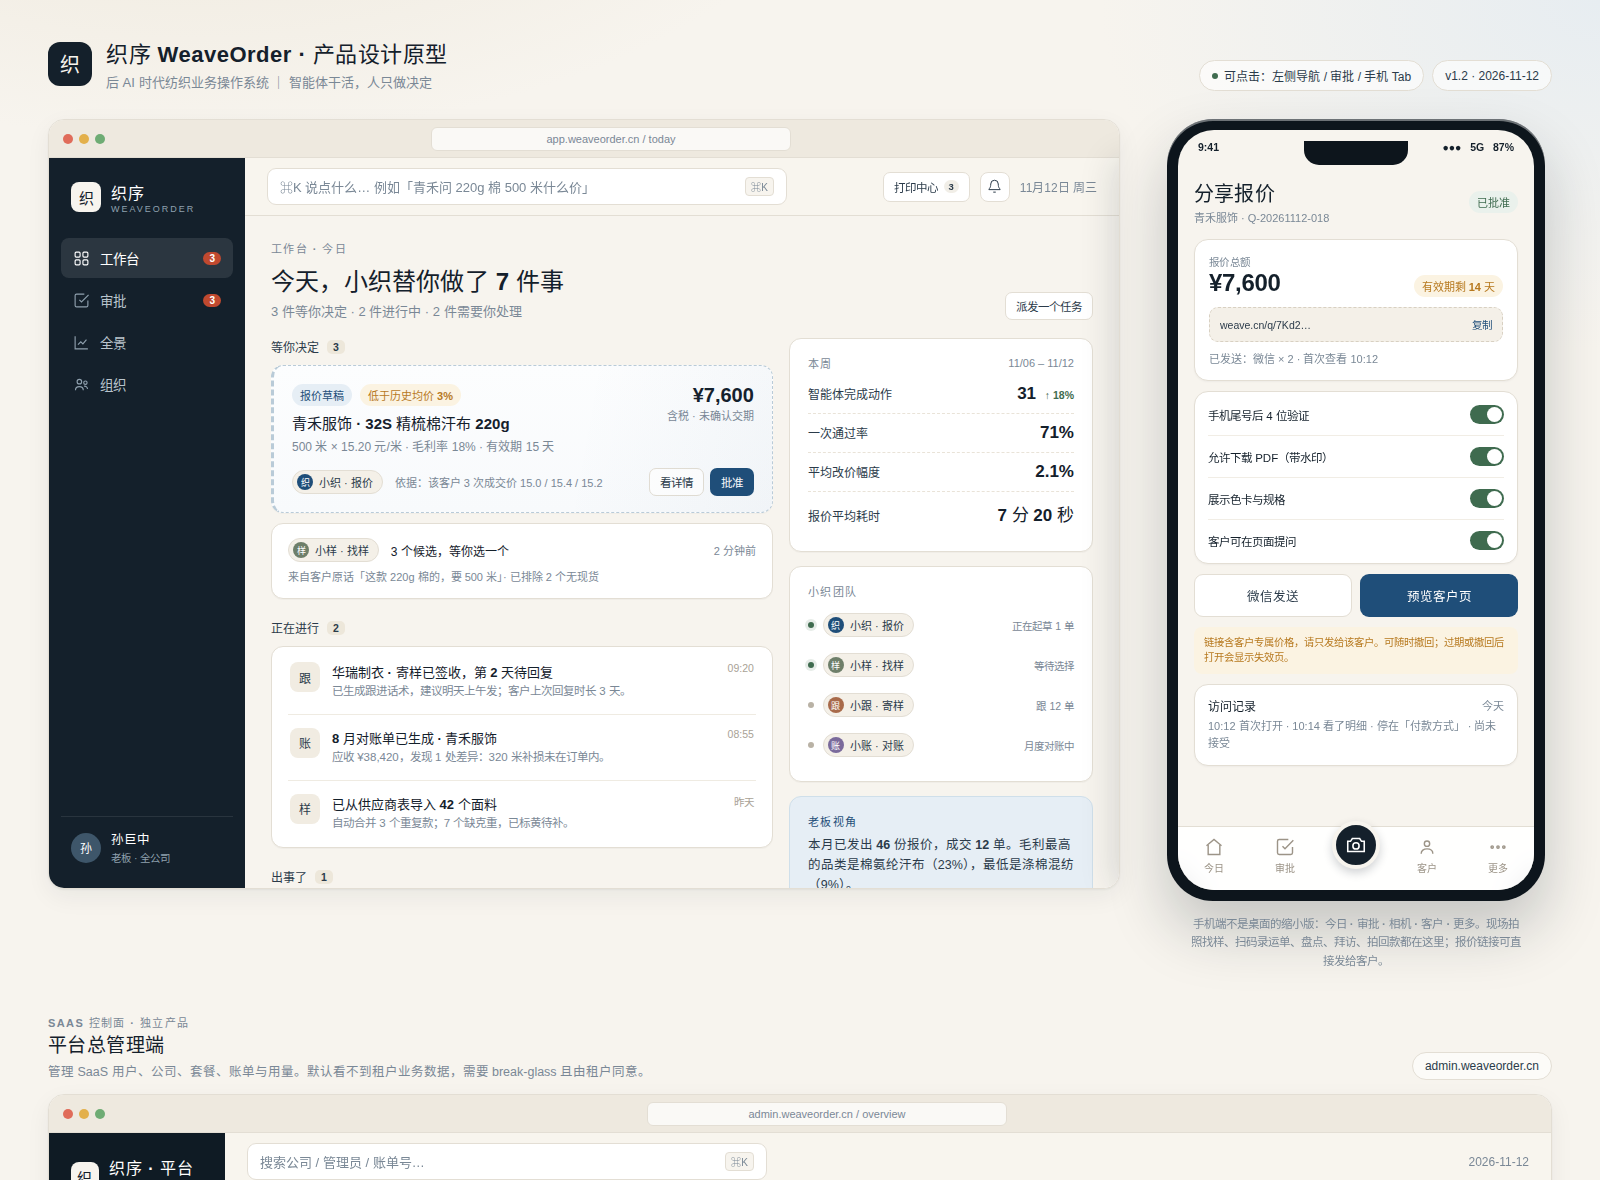 织
织序 WeaveOrder · 产品设计原型
后 AI 时代纺织业务操作系统 ｜ 智能体干活，人只做决定
可点击：左侧导航 / 审批 / 手机 Tab
v1.2 · 2026-11-12
app.weaveorder.cn / today
织
织序
WEAVEORDER
工作台
3
审批
3
全景
组织
孙
孙巨中
老板 · 全公司
⌘K 说点什么… 例如「青禾问 220g 棉 500 米什么价」
⌘K
打印中心 3
11月12日 周三
工作台 · 今日
今天，小织替你做了 7 件事
3 件等你决定 · 2 件进行中 · 2 件需要你处理
派发一个任务
等你决定 3
报价草稿
低于历史均价 3%
¥7,600
含税 · 未确认交期
青禾服饰 · 32S 精梳棉汗布 220g
500 米 × 15.20 元/米 · 毛利率 18% · 有效期 15 天
织 小织 · 报价
依据：该客户 3 次成交价 15.0 / 15.4 / 15.2
看详情
批准
样 小样 · 找样
3 个候选，等你选一个
2 分钟前
来自客户原话「这款 220g 棉的，要 500 米」· 已排除 2 个无现货
正在进行 2
跟
华瑞制衣 · 寄样已签收，第 2 天待回复
09:20
已生成跟进话术，建议明天上午发；客户上次回复时长 3 天。
账
8 月对账单已生成 · 青禾服饰
08:55
应收 ¥38,420，发现 1 处差异：320 米补损未在订单内。
样
已从供应商表导入 42 个面料
昨天
自动合并 3 个重复款；7 个缺克重，已标黄待补。
出事了 1
本周
11/06 – 11/12
智能体完成动作
31 ↑ 18%
一次通过率
71%
平均改价幅度
2.1%
报价平均耗时
7 分 20 秒
小织团队
织 小织 · 报价
正在起草 1 单
样 小样 · 找样
等待选择
跟 小跟 · 寄样
跟 12 单
账 小账 · 对账
月度对账中
老板视角
本月已发出 46 份报价，成交 12 单。毛利最高
的品类是棉氨纶汗布（23%），最低是涤棉混纺
（9%）。
9:41
●●● 5G 87%
分享报价
青禾服饰 · Q-20261112-018
已批准
报价总额
¥7,600
有效期剩 14 天
weave.cn/q/7Kd2…
复制
已发送：微信 × 2 · 首次查看 10:12
手机尾号后 4 位验证
允许下载 PDF（带水印）
展示色卡与规格
客户可在页面提问
微信发送
预览客户页
链接含客户专属价格，请只发给该客户。可随时撤回；过期或撤回后
打开会显示失效页。
访问记录
今天
10:12 首次打开 · 10:14 看了明细 · 停在「付款方式」 · 尚未
接受
今日
审批
客户
更多
手机端不是桌面的缩小版：今日 · 审批 · 相机 · 客户 · 更多。现场拍
照找样、扫码录运单、盘点、拜访、拍回款都在这里；报价链接可直
接发给客户。
SAAS 控制面 · 独立产品
平台总管理端
管理 SaaS 用户、公司、套餐、账单与用量。默认看不到租户业务数据，需要 break-glass 且由租户同意。
admin.weaveorder.cn
admin.weaveorder.cn / overview
织
织序 · 平台
搜索公司 / 管理员 / 账单号…
⌘K
2026-11-12